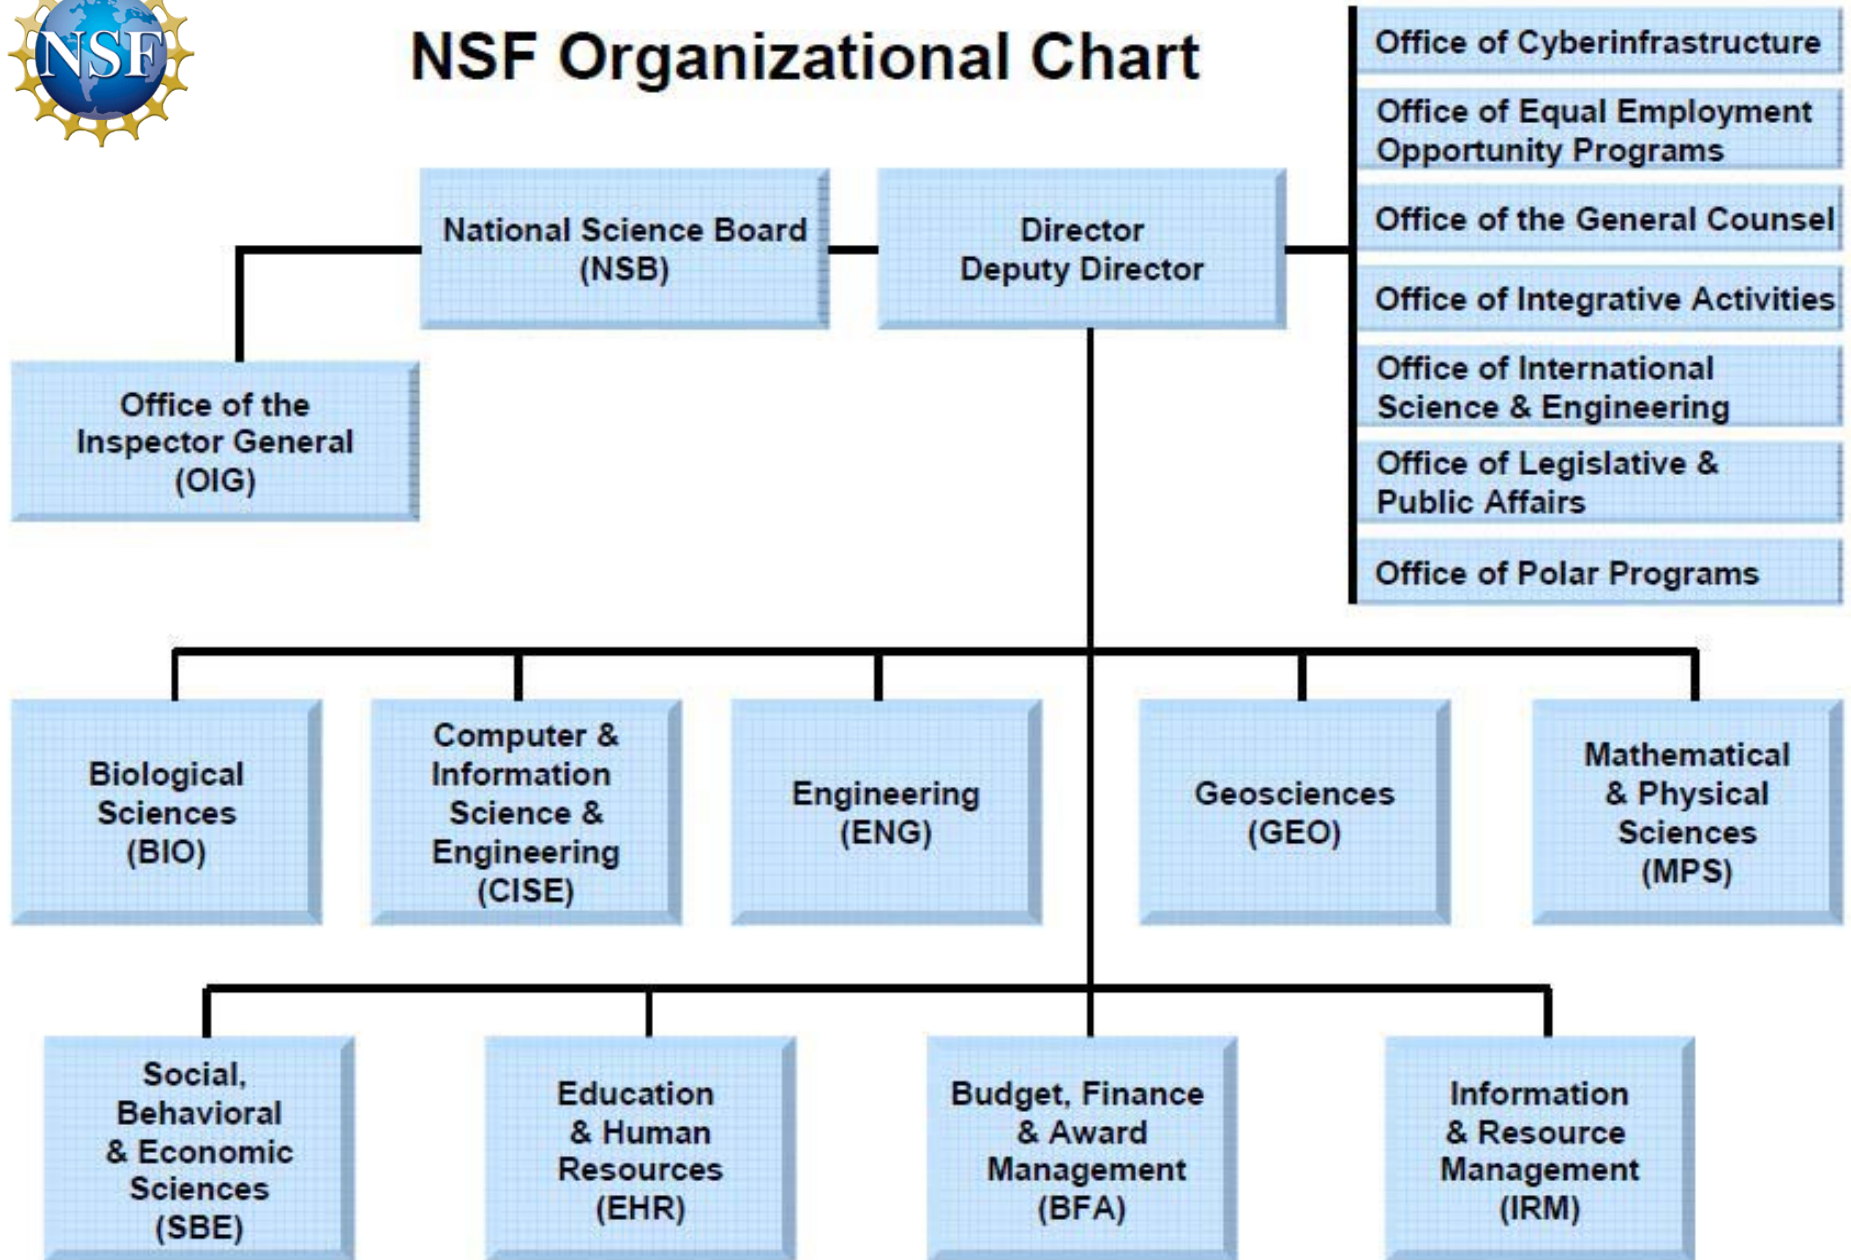 NSF
NSF Organizational Chart
Office of Cyberinfrastructure
Office of Equal Employment
Opportunity Programs
Office of the General Counsel
Office of Integrative Activities
Office of International
Science & Engineering
Office of Legislative &
Public Affairs
Office of Polar Programs
National Science Board
(NSB)
Director
Deputy Director
Office of the
Inspector General
(OIG)
Biological
Sciences
(BIO)
Computer &
Information
Science &
Engineering
(CISE)
Engineering
(ENG)
Geosciences
(GEO)
Mathematical
& Physical
Sciences
(MPS)
Social,
Behavioral
& Economic
Sciences
(SBE)
Education
& Human
Resources
(EHR)
Budget, Finance
& Award
Management
(BFA)
Information
& Resource
Management
(IRM)